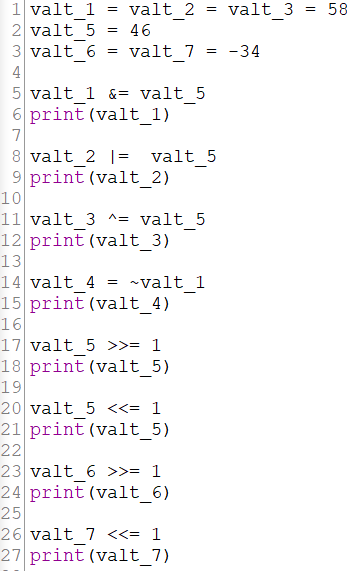 1 valt_1 = valt_2 = valt_3 = 58
2 valt_5 = 46
3 valt_6 = valt_7 = -34
4
5 valt_1 &= valt_5
6 print(valt_1)
7
8 valt_2 |=  valt_5
9 print(valt_2)
10
11 valt_3 ^= valt_5
12 print(valt_3)
13
14 valt_4 = ~valt_1
15 print(valt_4)
16
17 valt_5 >>= 1
18 print(valt_5)
19
20 valt_5 <<= 1
21 print(valt_5)
22
23 valt_6 >>= 1
24 print(valt_6)
25
26 valt_7 <<= 1
27 print(valt_7)